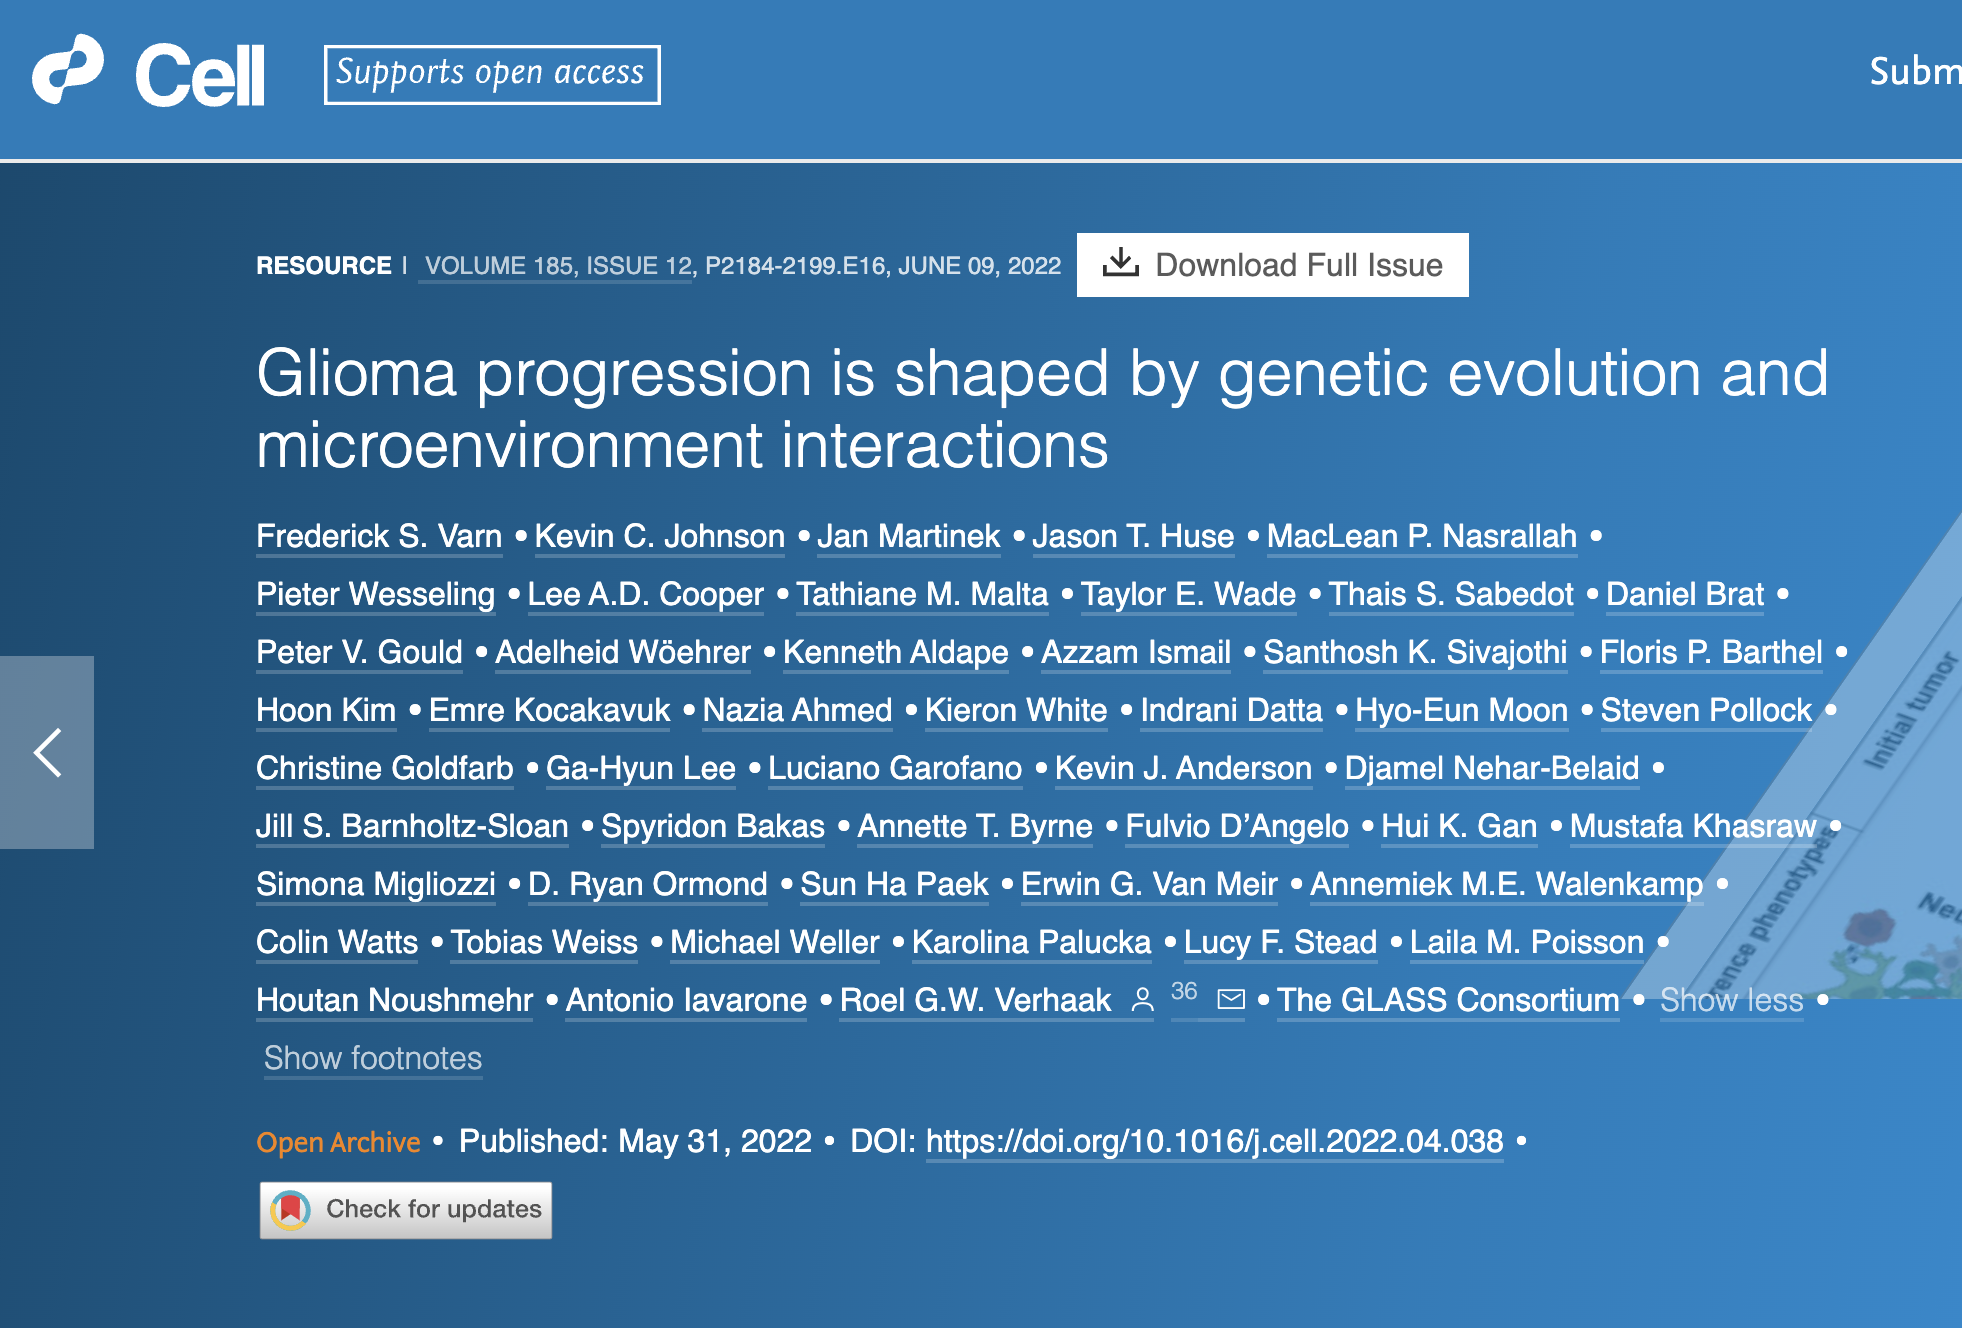 Cell
Supports open access
Subm
RESOURCE | VOLUME 185, ISSUE 12, P2184-2199.E16, JUNE 09, 2022
Download Full Issue
Glioma progression is shaped by genetic evolution and
microenvironment interactions
Frederick S. Varn • Kevin C. Johnson • Jan Martinek • Jason T. Huse • MacLean P. Nasrallah •
Pieter Wesseling • Lee A.D. Cooper • Tathiane M. Malta • Taylor E. Wade • Thais S. Sabedot • Daniel Brat •
Peter V. Gould • Adelheid Wöehrer • Kenneth Aldape • Azzam Ismail • Santhosh K. Sivajothi • Floris P. Barthel •
Hoon Kim • Emre Kocakavuk • Nazia Ahmed • Kieron White • Indrani Datta • Hyo-Eun Moon • Steven Pollock •
Christine Goldfarb • Ga-Hyun Lee • Luciano Garofano • Kevin J. Anderson • Djamel Nehar-Belaid •
Jill S. Barnholtz-Sloan • Spyridon Bakas • Annette T. Byrne • Fulvio D’Angelo • Hui K. Gan • Mustafa Khasraw •
Simona Migliozzi • D. Ryan Ormond • Sun Ha Paek • Erwin G. Van Meir • Annemiek M.E. Walenkamp •
Colin Watts • Tobias Weiss • Michael Weller • Karolina Palucka • Lucy F. Stead • Laila M. Poisson •
Houtan Noushmehr • Antonio Iavarone • Roel G.W. Verhaak 36 • The GLASS Consortium • Show less •
Show footnotes
Open Archive • Published: May 31, 2022 • DOI: https://doi.org/10.1016/j.cell.2022.04.038 •
Check for updates
Initial tumor
rence phenotypes
Neu